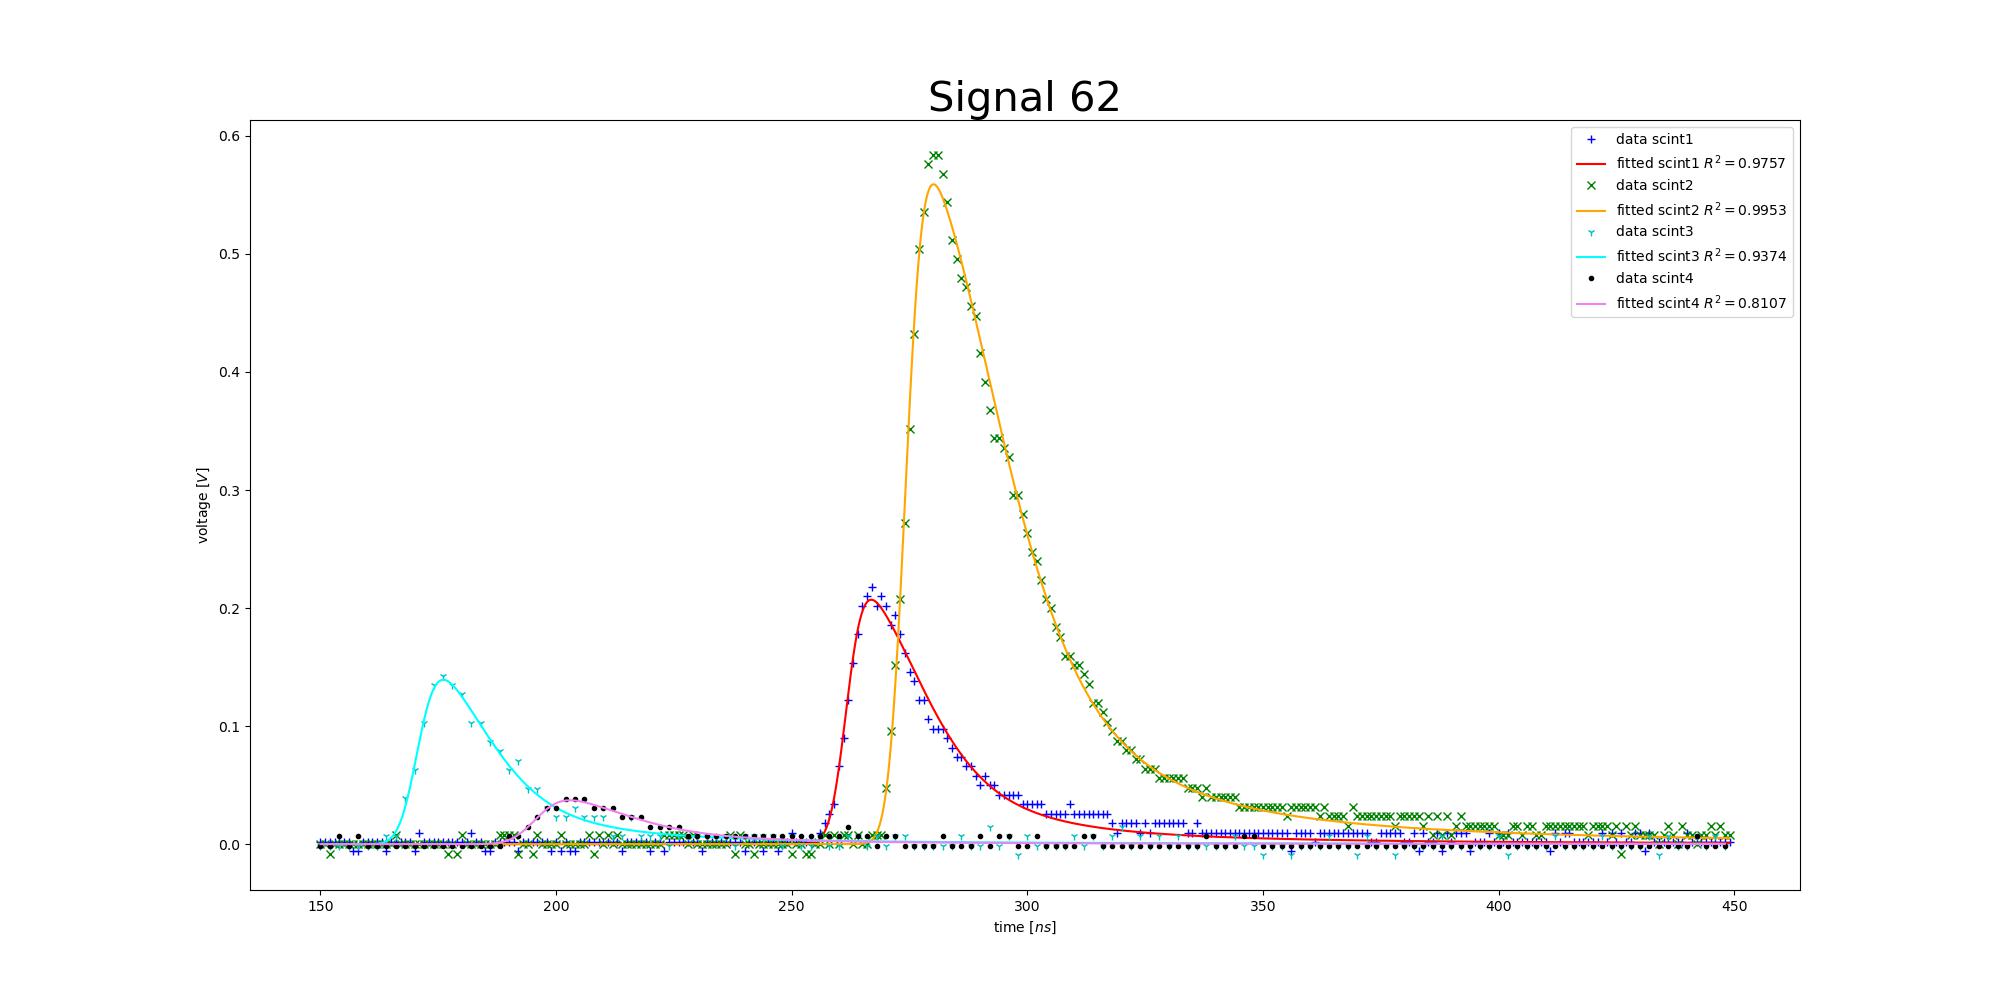 Signal 62
data scint1
fitted scint1 R² = 0.9757
data scint2
fitted scint2 R² = 0.9953
data scint3
fitted scint3 R² = 0.9374
data scint4
fitted scint4 R² = 0.8107
0.6
0.5
0.4
0.3
0.2
0.1
0.0
voltage [V]
150 200 250 300 350 400 450
time [ns]